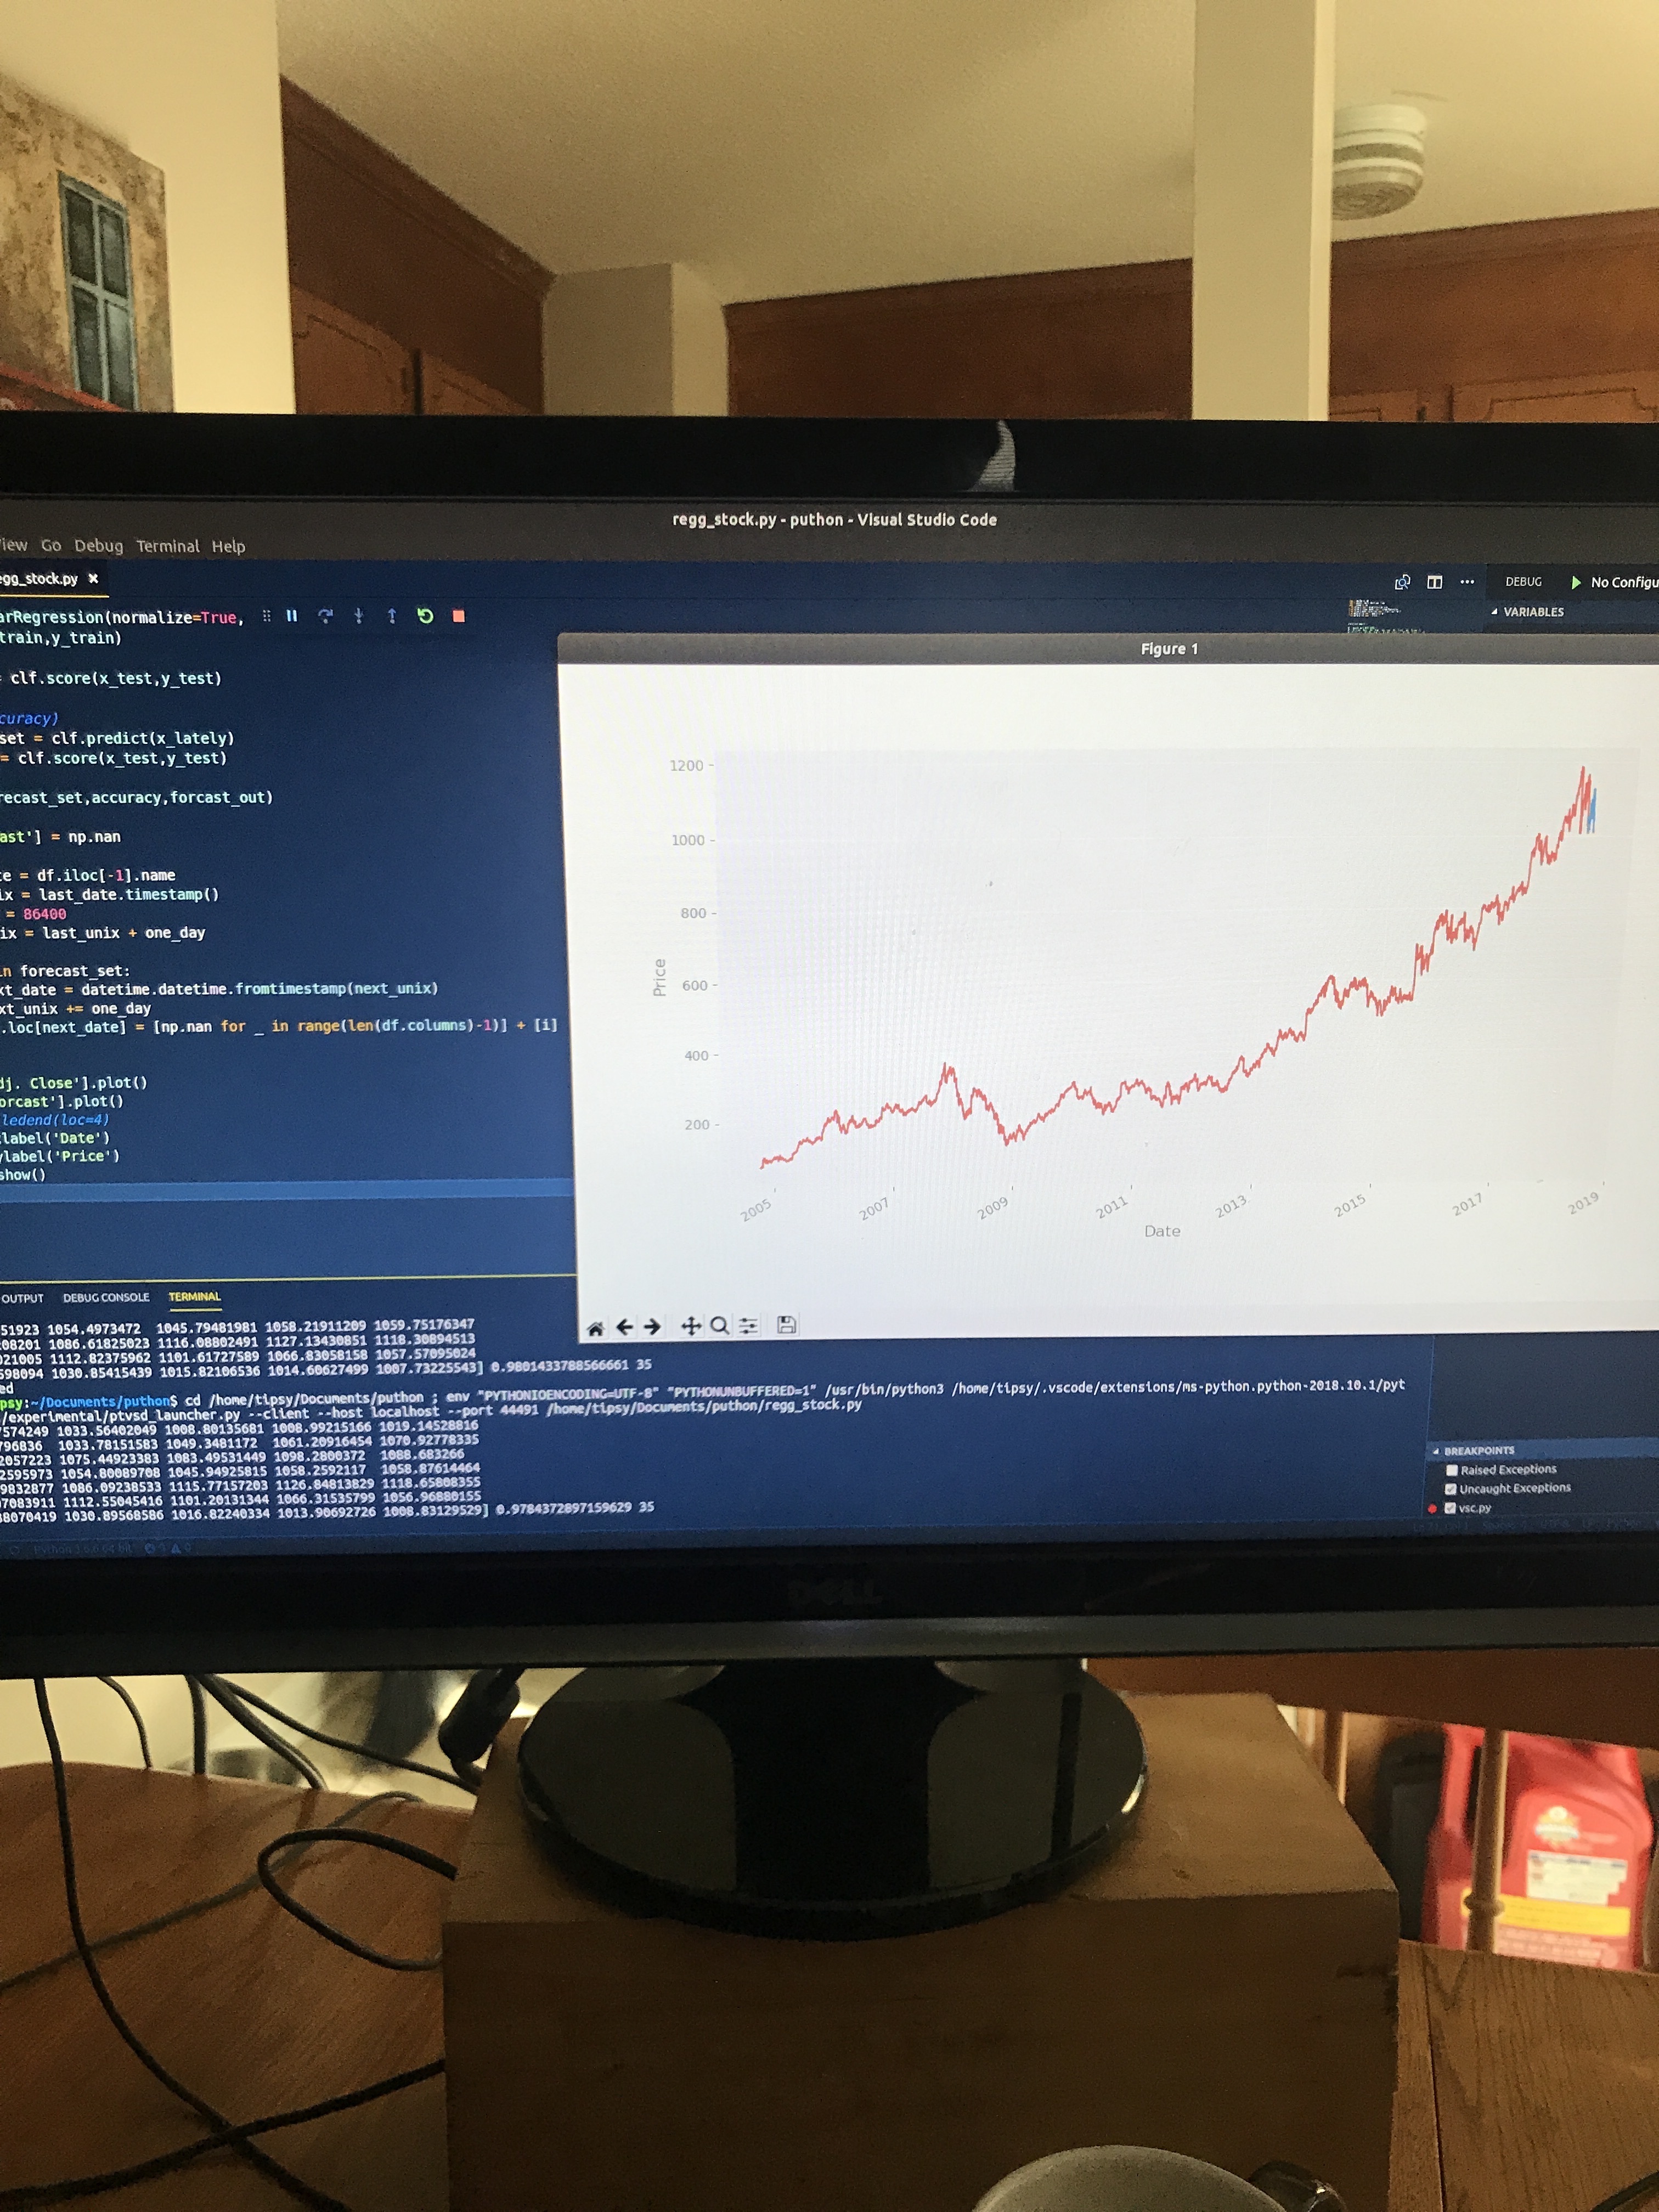 regg_stock.py - puthon - Visual Studio Code
iew Go Debug Terminal Help
egg_stock.py ×
DEBUG No Configu
VARIABLES
arRegression(normalize=True,
train,y_train)
= clf.score(x_test,y_test)
curacy)
set = clf.predict(x_lately)
= clf.score(x_test,y_test)
recast_set,accuracy,forcast_out)
ast'] = np.nan
te = df.iloc[-1].name
ix = last_date.timestamp()
= 86400
ix = last_unix + one_day
in forecast_set:
xt_date = datetime.datetime.fromtimestamp(next_unix)
xt_unix += one_day
.loc[next_date] = [np.nan for _ in range(len(df.columns)-1)] + [i]
dj. Close'].plot()
orcast'].plot()
ledend(loc=4)
label('Date')
ylabel('Price')
show()
Figure 1
1200
1000
800
600
400
200
Price
2005 2007 2009 2011 2013 2015 2017 2019
Date
OUTPUT DEBUG CONSOLE TERMINAL
51923 1054.4973472 1045.79481981 1058.21911209 1059.75176347
08201 1086.61825023 1116.08802491 1127.13430851 1118.30894513
021005 1112.82375962 1101.61727589 1066.83058158 1057.57095024
598094 1030.85415439 1015.82106536 1014.60627499 1007.73225543] 0.9801433788566661 35
ed
psy:~/Documents/puthon$ cd /home/tipsy/Documents/puthon ; env "PYTHONIOENCODING=UTF-8" "PYTHONUNBUFFERED=1" /usr/bin/python3 /home/tipsy/.vscode/extensions/ms-python.python-2018.10.1/pyt
/experimental/ptvsd_launcher.py --client --host localhost --port 44491 /home/tipsy/Documents/puthon/regg_stock.py
7574249 1033.56402049 1008.80135681 1008.99215166 1019.14528816
796836 1033.78151583 1049.3481172 1061.20916454 1070.92778335
2057223 1075.44923383 1083.49531449 1098.2800372 1088.683266
2595973 1054.80089708 1045.94925815 1058.2592117 1058.87614464
9832877 1086.09238533 1115.77157203 1126.84813829 1118.65808355
07083911 1112.55045416 1101.20131344 1066.31535799 1056.96880155
88070419 1030.89568586 1016.82240334 1013.90692726 1008.83129529] 0.9784372897159629 35
BREAKPOINTS
Raised Exceptions
Uncaught Exceptions
vsc.py
DELL